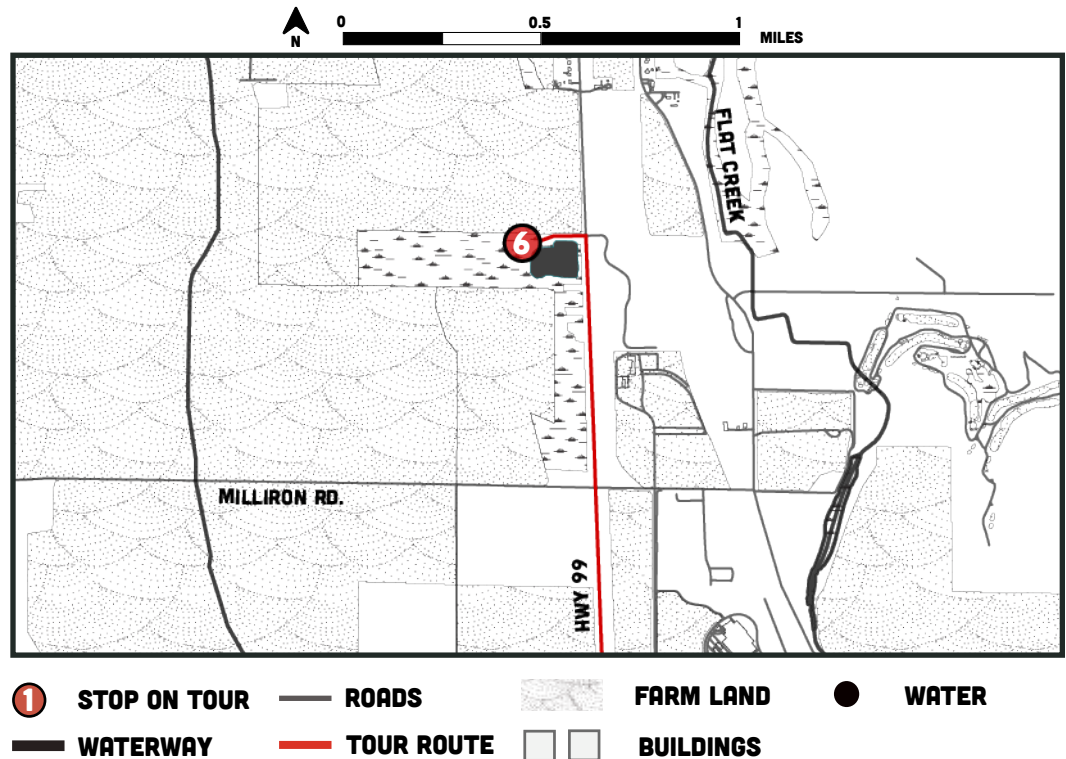 0 0.5 1
N MILES
FLAT CREEK
6
MILLIRON RD.
HWY 99
1 STOP ON TOUR ROADS FARM LAND WATER
WATERWAY TOUR ROUTE BUILDINGS